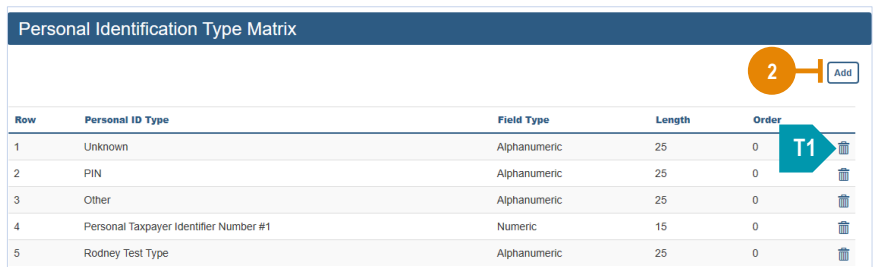 Personal Identification Type Matrix
2 Add
Row Personal ID Type Field Type Length Order
T1
1 Unknown Alphanumeric 25 0
2 PIN Alphanumeric 25 0
3 Other Alphanumeric 25 0
4 Personal Taxpayer Identifier Number #1 Numeric 15 0
5 Rodney Test Type Alphanumeric 25 0